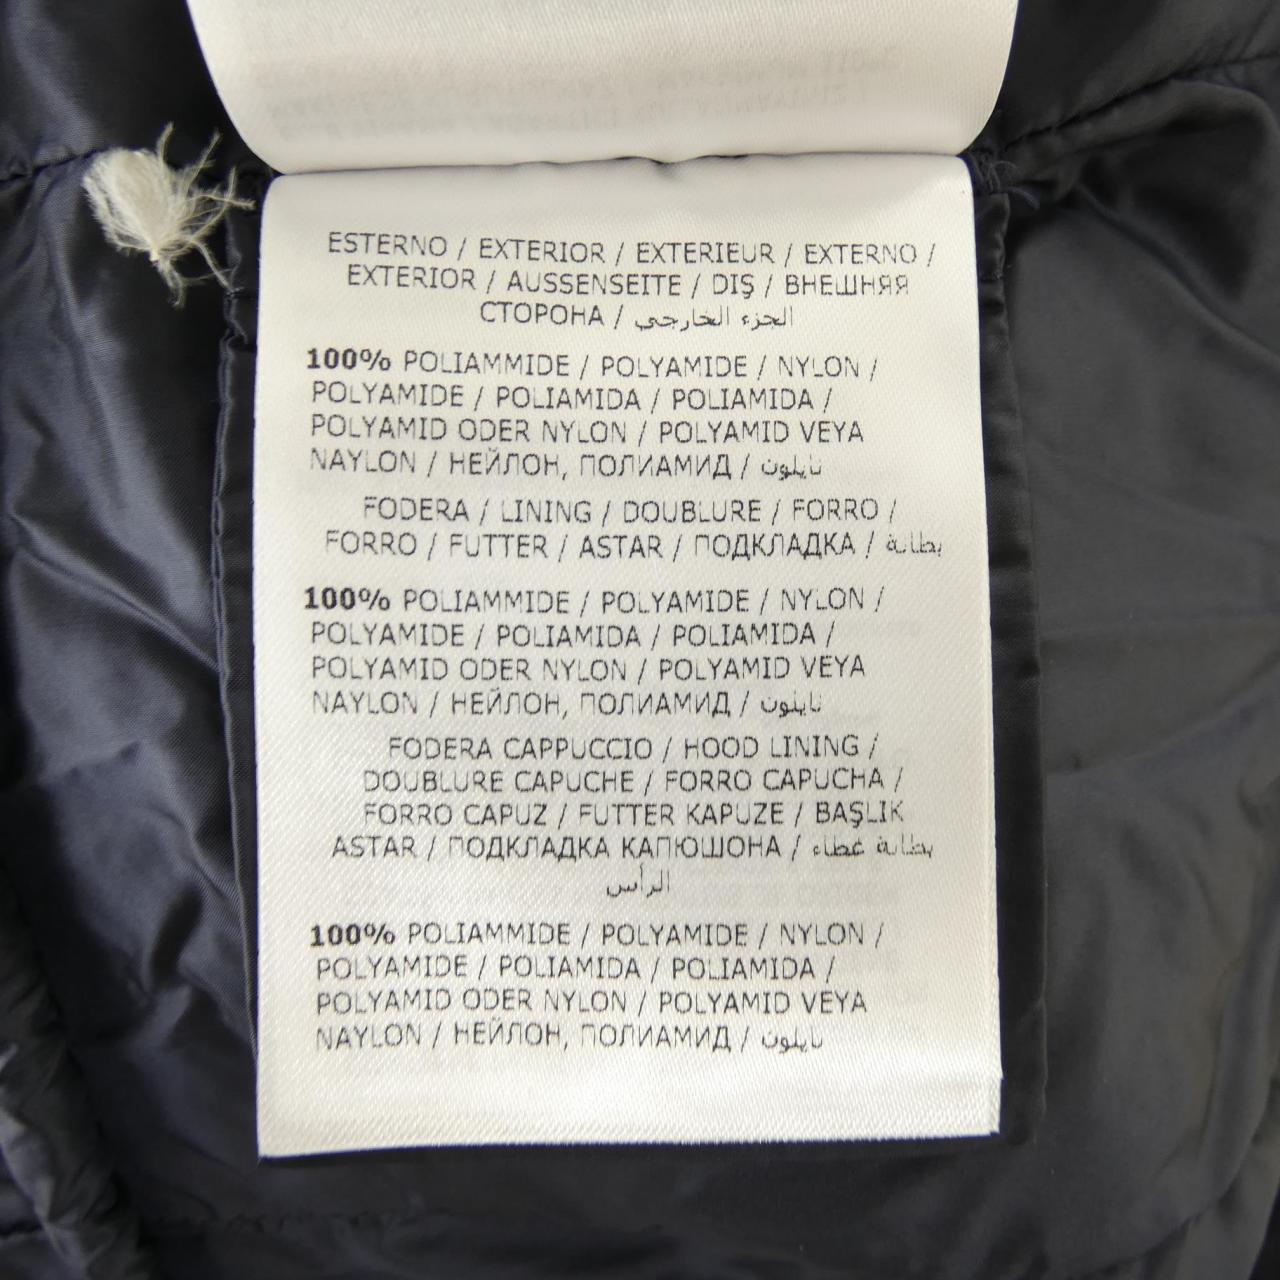 ESTERNO / EXTERIOR / EXTERIEUR / EXTERNO /
EXTERIOR / AUSSENSEITE / DIŞ / ВНЕШНЯЯ
СТОРОНА / الجزء الخارجي
100% POLIAMMIDE / POLYAMIDE / NYLON /
POLYAMIDE / POLIAMIDA / POLIAMIDA /
POLYAMID ODER NYLON / POLYAMID VEYA
NAYLON / НЕЙЛОН, ПОЛИАМИД / نايلون
FODERA / LINING / DOUBLURE / FORRO /
FORRO / FUTTER / ASTAR / ПОДКЛАДКА / بطانة
100% POLIAMMIDE / POLYAMIDE / NYLON /
POLYAMIDE / POLIAMIDA / POLIAMIDA /
POLYAMID ODER NYLON / POLYAMID VEYA
NAYLON / НЕЙЛОН, ПОЛИАМИД / نايلون
FODERA CAPPUCCIO / HOOD LINING /
DOUBLURE CAPUCHE / FORRO CAPUCHA /
FORRO CAPUZ / FUTTER KAPUZE / BAŞLIK
ASTAR / ПОДКЛАДКА КАПЮШОНА / بطانة غطاء
الرأس
100% POLIAMMIDE / POLYAMIDE / NYLON /
POLYAMIDE / POLIAMIDA / POLIAMIDA /
POLYAMID ODER NYLON / POLYAMID VEYA
NAYLON / НЕЙЛОН, ПОЛИАМИД / نايلون